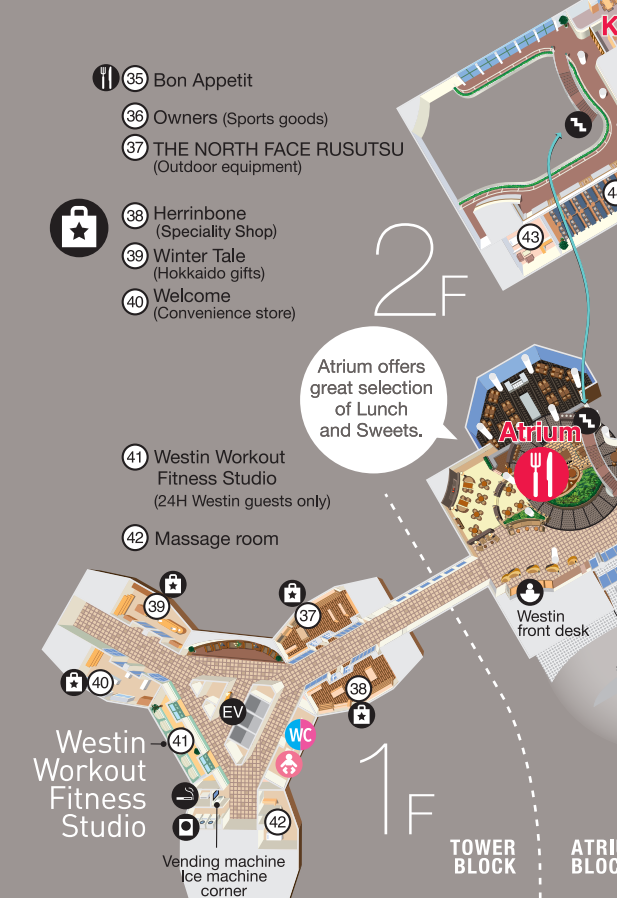 K
35 Bon Appetit
36 Owners (Sports goods)
37 THE NORTH FACE RUSUTSU
(Outdoor equipment)
38 Herrinbone
(Speciality Shop)
39 Winter Tale
(Hokkaido gifts)
40 Welcome
(Convenience store)
4
43
2F
Atrium offers
great selection
of Lunch
and Sweets.
Atrium
41 Westin Workout
Fitness Studio
(24H Westin guests only)
42 Massage room
Westin
front desk
39
37
40
38
EV
WC
41
Westin
Workout
Fitness
Studio
42
1F
Vending machine
Ice machine
corner
TOWER
BLOCK
ATRI
BLOC